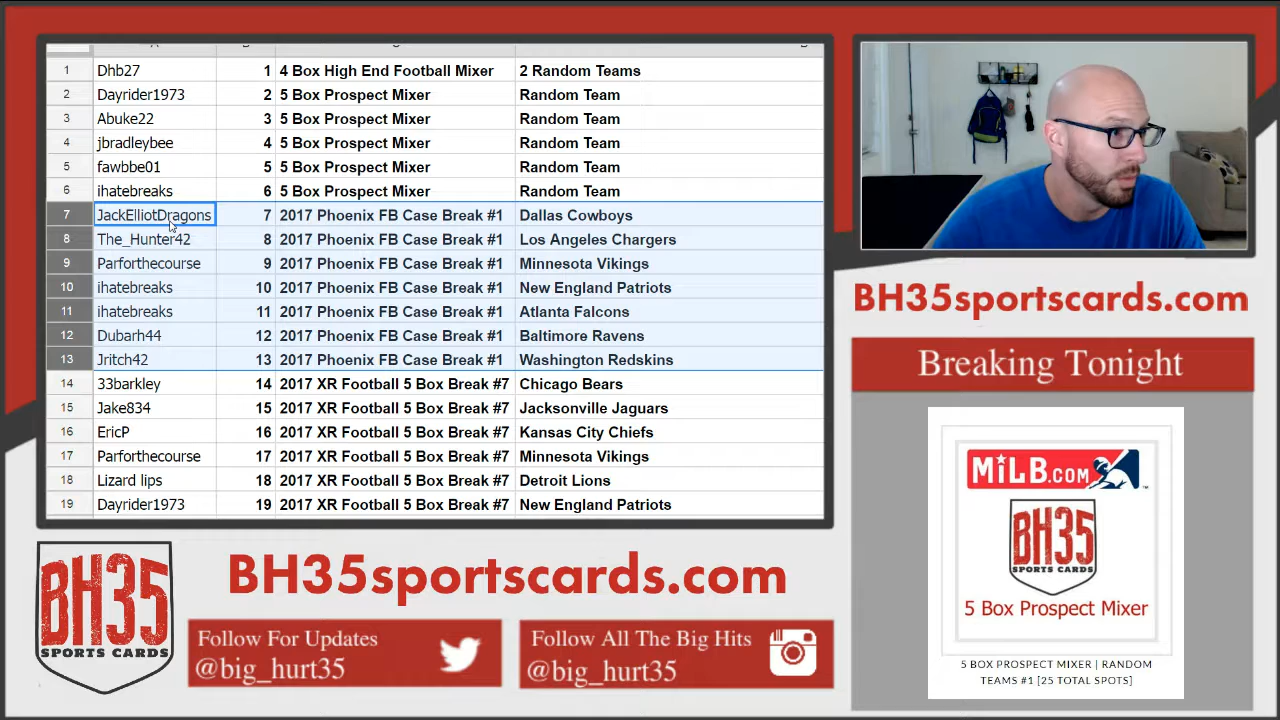 1 Dhb27 1 4 Box High End Football Mixer 2 Random Teams
2 Dayrider1973 2 5 Box Prospect Mixer Random Team
3 Abuke22 3 5 Box Prospect Mixer Random Team
4 jbradleybee 4 5 Box Prospect Mixer Random Team
5 fawbbe01 5 5 Box Prospect Mixer Random Team
6 ihatebreaks 6 5 Box Prospect Mixer Random Team
7 JackElliotDragons 7 2017 Phoenix FB Case Break #1 Dallas Cowboys
8 The_Hunter42 8 2017 Phoenix FB Case Break #1 Los Angeles Chargers
9 Parforthecourse 9 2017 Phoenix FB Case Break #1 Minnesota Vikings
10 ihatebreaks 10 2017 Phoenix FB Case Break #1 New England Patriots
11 ihatebreaks 11 2017 Phoenix FB Case Break #1 Atlanta Falcons
12 Dubarh44 12 2017 Phoenix FB Case Break #1 Baltimore Ravens
13 Jritch42 13 2017 Phoenix FB Case Break #1 Washington Redskins
14 33barkley 14 2017 XR Football 5 Box Break #7 Chicago Bears
15 Jake834 15 2017 XR Football 5 Box Break #7 Jacksonville Jaguars
16 EricP 16 2017 XR Football 5 Box Break #7 Kansas City Chiefs
17 Parforthecourse 17 2017 XR Football 5 Box Break #7 Minnesota Vikings
18 Lizard lips 18 2017 XR Football 5 Box Break #7 Detroit Lions
19 Dayrider1973 19 2017 XR Football 5 Box Break #7 New England Patriots
BH35sportscards.com
Breaking Tonight
MiLB.COM
BH35
SPORTS CARDS
5 Box Prospect Mixer
5 BOX PROSPECT MIXER | RANDOM
TEAMS #1 [25 TOTAL SPOTS]
BH35
SPORTS CARDS
BH35sportscards.com
Follow For Updates
@big_hurt35
Follow All The Big Hits
@big_hurt35